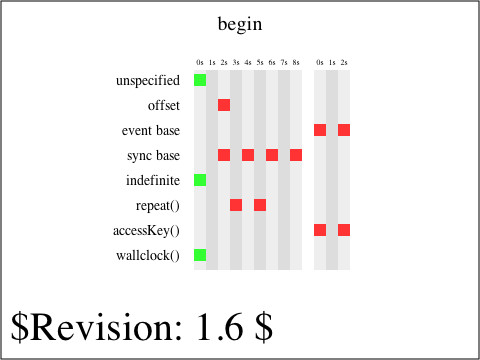 begin
0s 1s 2s 3s 4s 5s 6s 7s 8s 0s 1s 2s
unspecified
offset
event base
sync base
indefinite
repeat()
accessKey()
wallclock()
$Revision: 1.6 $